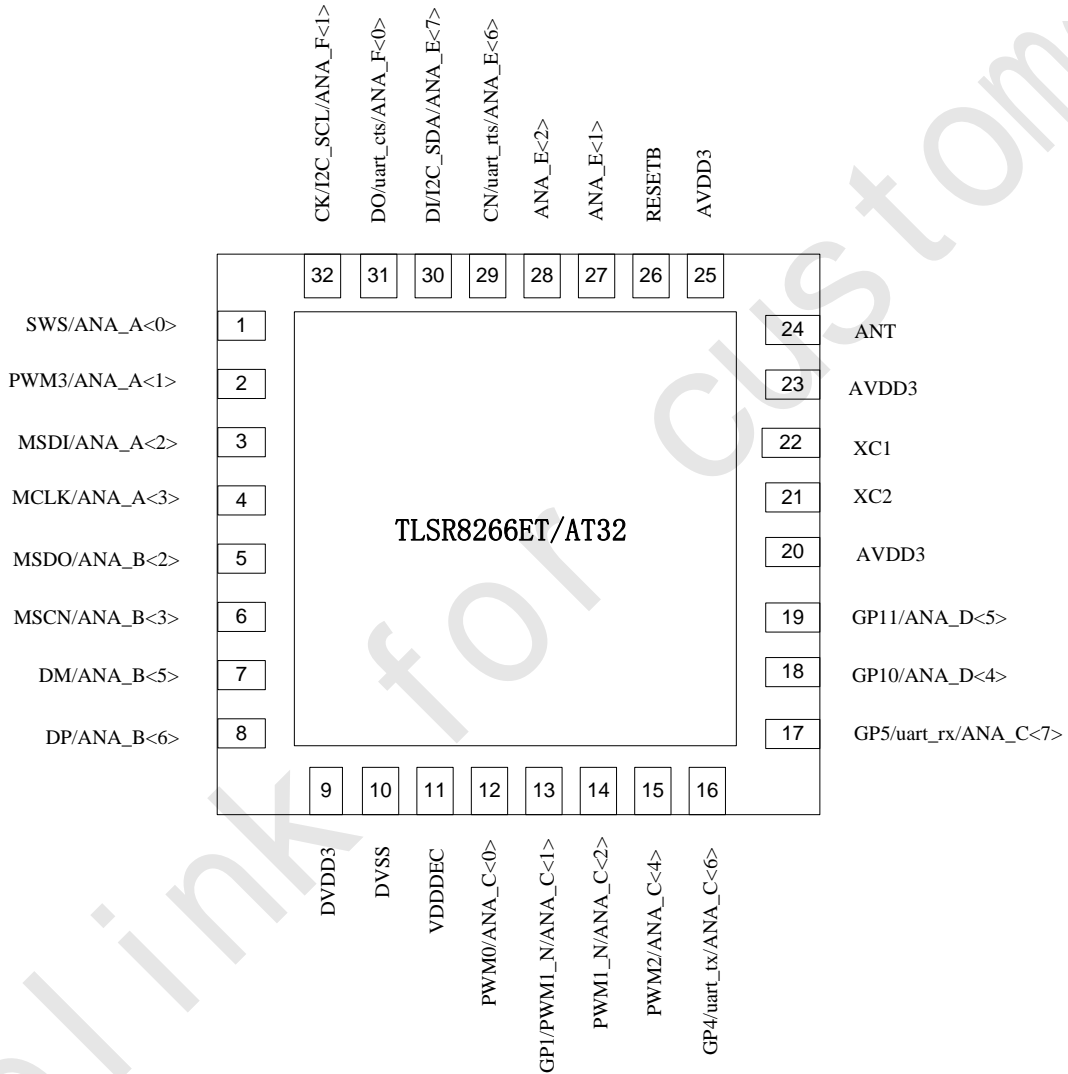 CK/I2C_SCL/ANA_F<1>
DO/uart_cts/ANA_F<0>
DI/I2C_SDA/ANA_E<7>
CN/uart_rts/ANA_E<6>
ANA_E<2>
ANA_E<1>
RESETB
AVDD3
32
31
30
29
28
27
26
25
SWS/ANA_A<0>
1
PWM3/ANA_A<1>
2
MSDI/ANA_A<2>
3
MCLK/ANA_A<3>
4
MSDO/ANA_B<2>
5
MSCN/ANA_B<3>
6
DM/ANA_B<5>
7
DP/ANA_B<6>
8
TLSR8266ET/AT32
24
ANT
23
AVDD3
22
XC1
21
XC2
20
AVDD3
19
GP11/ANA_D<5>
18
GP10/ANA_D<4>
17
GP5/uart_rx/ANA_C<7>
9
10
11
12
13
14
15
16
DVDD3
DVSS
VDDDEC
PWM0/ANA_C<0>
GP1/PWM1_N/ANA_C<1>
PWM1_N/ANA_C<2>
PWM2/ANA_C<4>
GP4/uart_tx/ANA_C<6>
link for custom